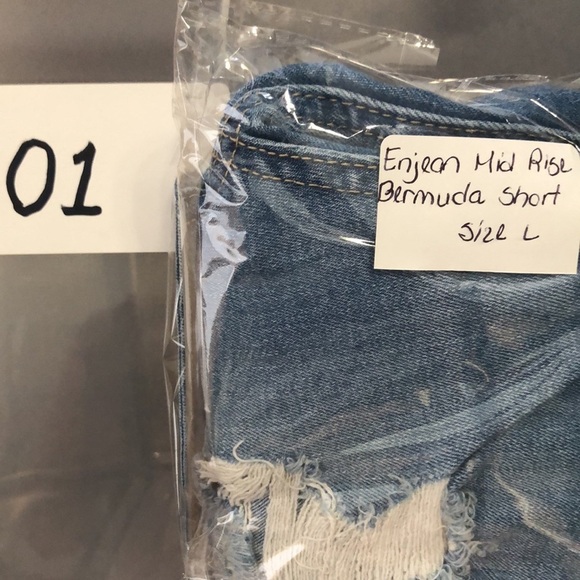 01
Enjean Mid Rise
Bermuda Short
Size L